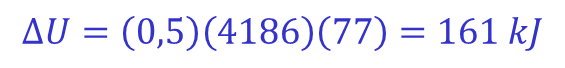 ΔU = (0,5)(4186)(77) = 161 kJ